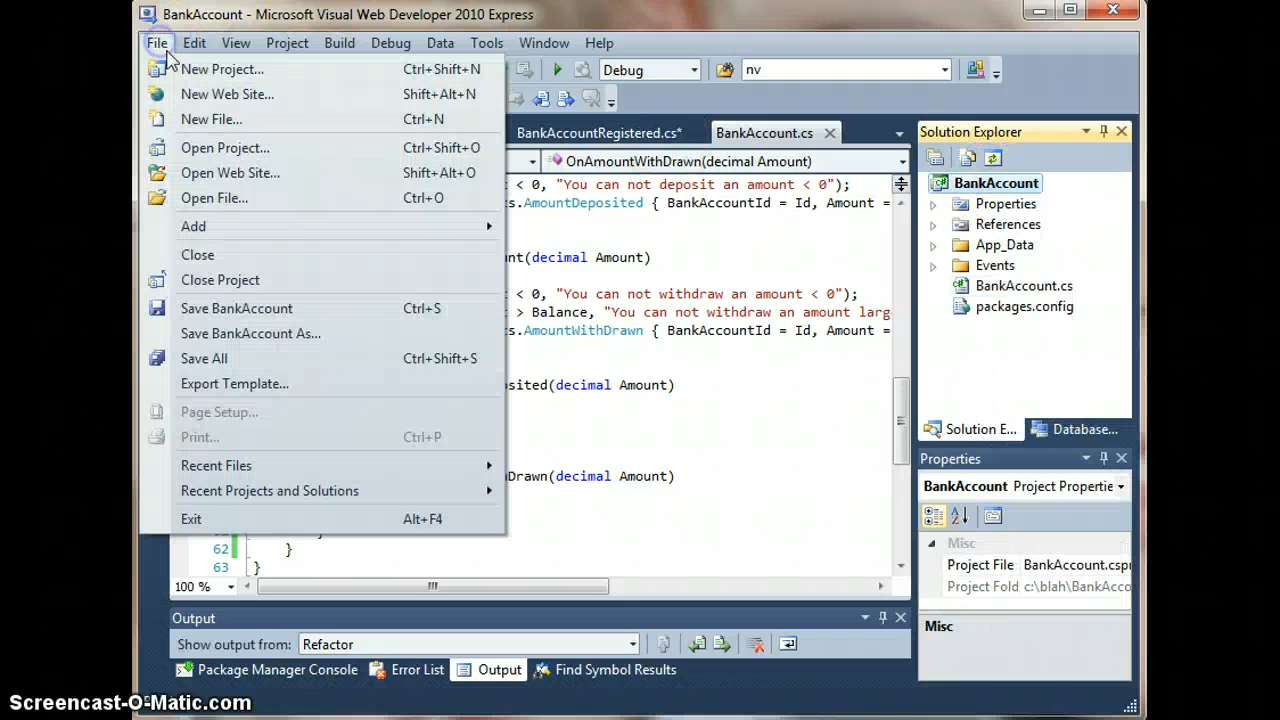 BankAccount - Microsoft Visual Web Developer 2010 Express
File Edit View Project Build Debug Data Tools Window Help
New Project... Ctrl+Shift+N
New Web Site... Shift+Alt+N
New File... Ctrl+N
Open Project... Ctrl+Shift+O
Open Web Site... Shift+Alt+O
Open File... Ctrl+O
Add
Close
Close Project
Save BankAccount Ctrl+S
Save BankAccount As...
Save All Ctrl+Shift+S
Export Template...
Page Setup...
Print... Ctrl+P
Recent Files
Recent Projects and Solutions
Exit Alt+F4
Debug nv
BankAccountRegistered.cs* BankAccount.cs
OnAmountWithDrawn(decimal Amount)
< 0, "You can not deposit an amount < 0");
s.AmountDeposited { BankAccountId = Id, Amount =
nt(decimal Amount)
< 0, "You can not withdraw an amount < 0");
> Balance, "You can not withdraw an amount larg
s.AmountWithDrawn { BankAccountId = Id, Amount =
sited(decimal Amount)
Drawn(decimal Amount)
62 }
63 }
100 %
Solution Explorer
BankAccount
Properties
References
App_Data
Events
BankAccount.cs
packages.config
Solution E... Database...
Properties
BankAccount Project Propertie
Misc
Project File BankAccount.csp
Project Fold c:\blah\BankAcco
Misc
Output
Show output from: Refactor
Package Manager Console Error List Output Find Symbol Results
Screencast-O-Matic.com